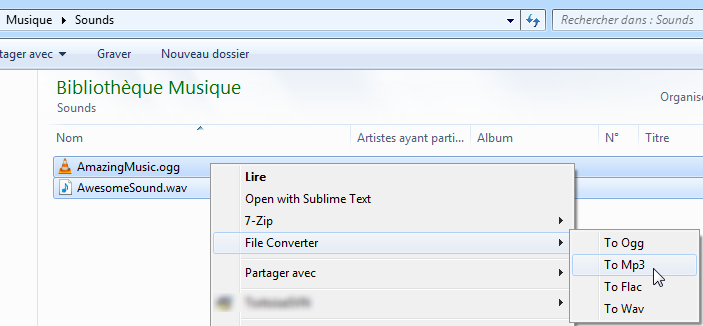 Musique Sounds Rechercher dans : Sounds
tager avec Graver Nouveau dossier
Bibliothèque Musique
Sounds Organise
Nom Artistes ayant parti... Album N° Titre
AmazingMusic.ogg
AwesomeSound.wav
Lire
Open with Sublime Text
7-Zip
File Converter
Partager avec
To Ogg
To Mp3
To Flac
To Wav